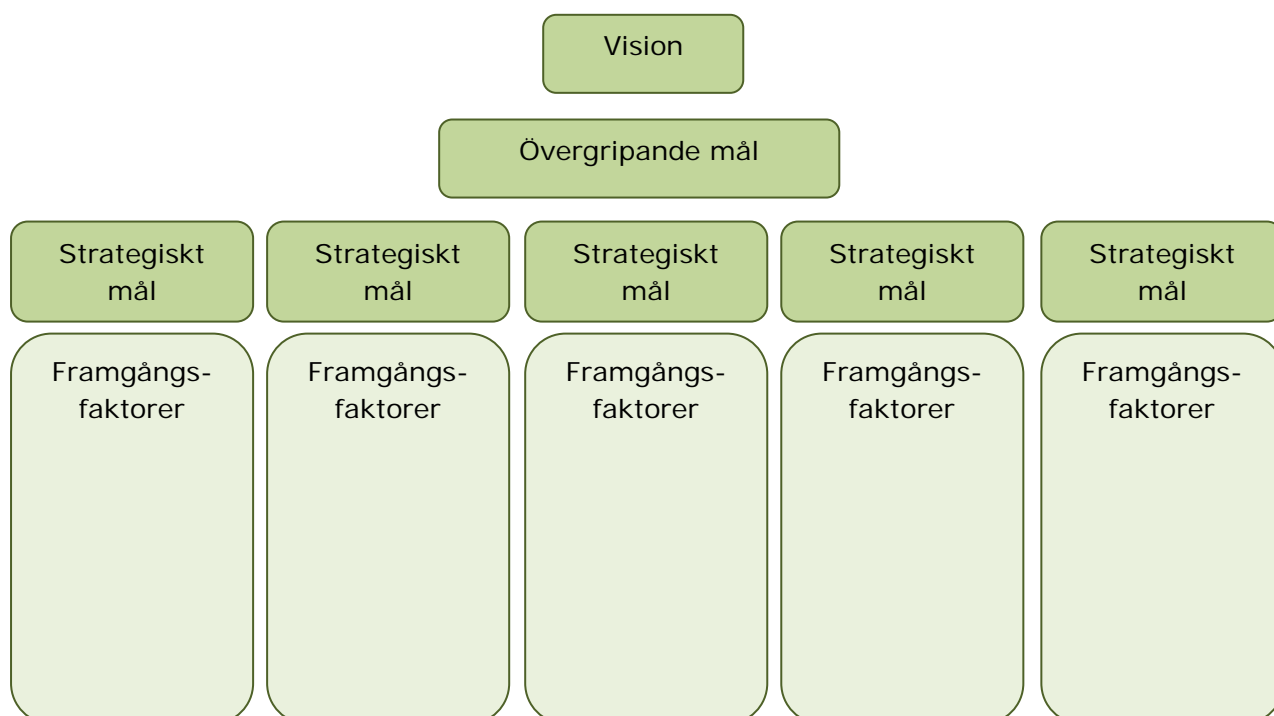 Vision
Övergripande mål
Strategiskt
mål
Strategiskt
mål
Strategiskt
mål
Strategiskt
mål
Strategiskt
mål
Framgångs-
faktorer
Framgångs-
faktorer
Framgångs-
faktorer
Framgångs-
faktorer
Framgångs-
faktorer